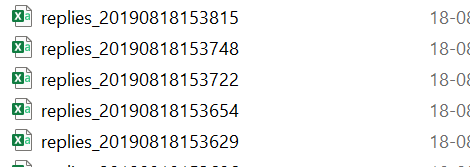 replies_20190818153815 18-08
replies_20190818153748 18-08
replies_20190818153722 18-08
replies_20190818153654 18-08
replies_20190818153629 18-08